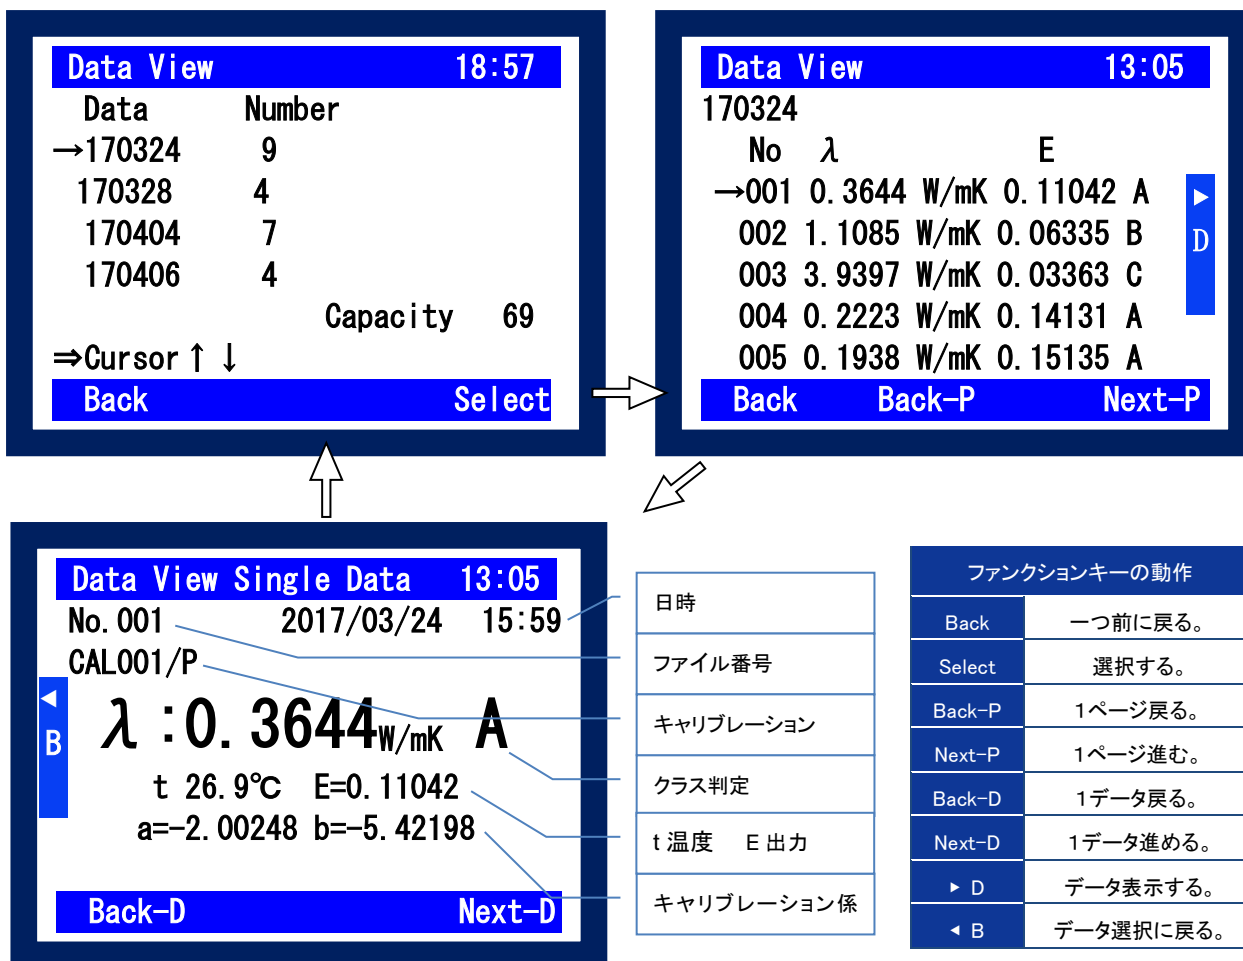 Data View 18:57
Data Number
→170324 9
170328 4
170404 7
170406 4
Capacity 69
⇒Cursor↑↓
Back Select
Data View 13:05
170324
No λ E
→001 0.3644 W/mK 0.11042 A
002 1.1085 W/mK 0.06335 B
003 3.9397 W/mK 0.03363 C
004 0.2223 W/mK 0.14131 A
005 0.1938 W/mK 0.15135 A
▶
D
Back Back-P Next-P
Data View Single Data 13:05
No.001 2017/03/24 15:59
CAL001/P
◀
B
λ:0.3644W/mK A
t 26.9℃ E=0.11042
a=-2.00248 b=-5.42198
Back-D Next-D
日時
ファイル番号
キャリブレーション
クラス判定
t 温度 E 出力
キャリブレーション係
ファンクションキーの動作
Back 一つ前に戻る。
Select 選択する。
Back-P 1ページ戻る。
Next-P 1ページ進む。
Back-D 1データ戻る。
Next-D 1データ進める。
▶ D データ表示する。
◀ B データ選択に戻る。